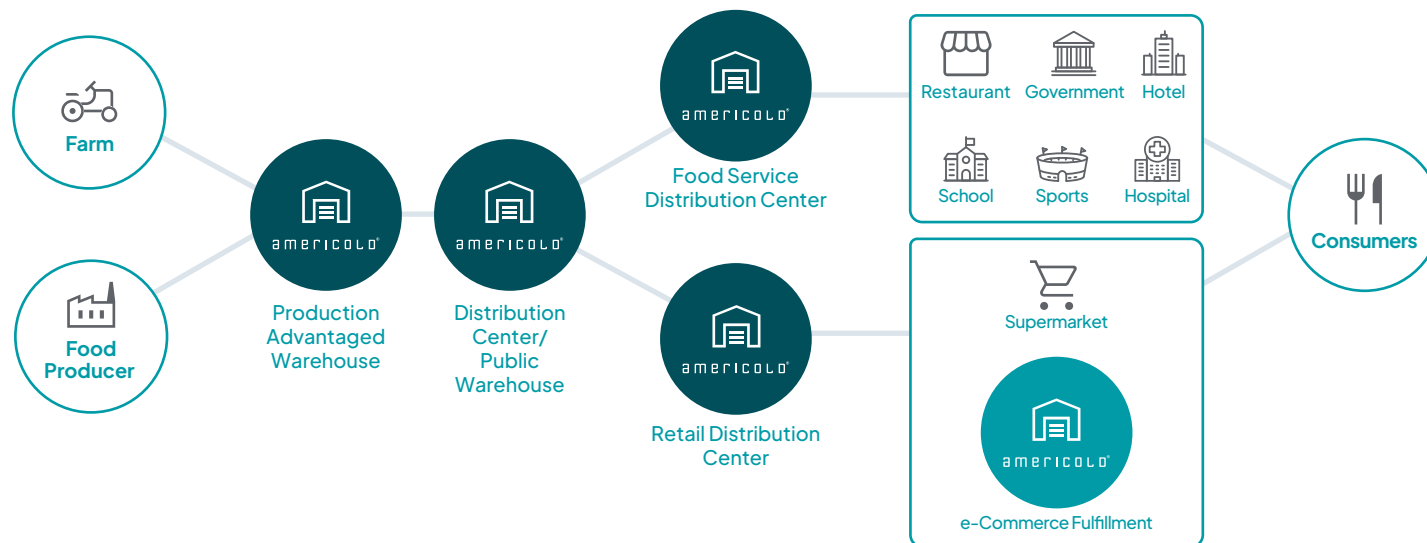 Farm
Food
Producer
americold®
Production
Advantaged
Warehouse
americold®
Distribution
Center/
Public
Warehouse
americold®
Food Service
Distribution Center
americold®
Retail Distribution
Center
Restaurant
Government
Hotel
School
Sports
Hospital
Supermarket
americold®
e-Commerce Fulfillment
Consumers